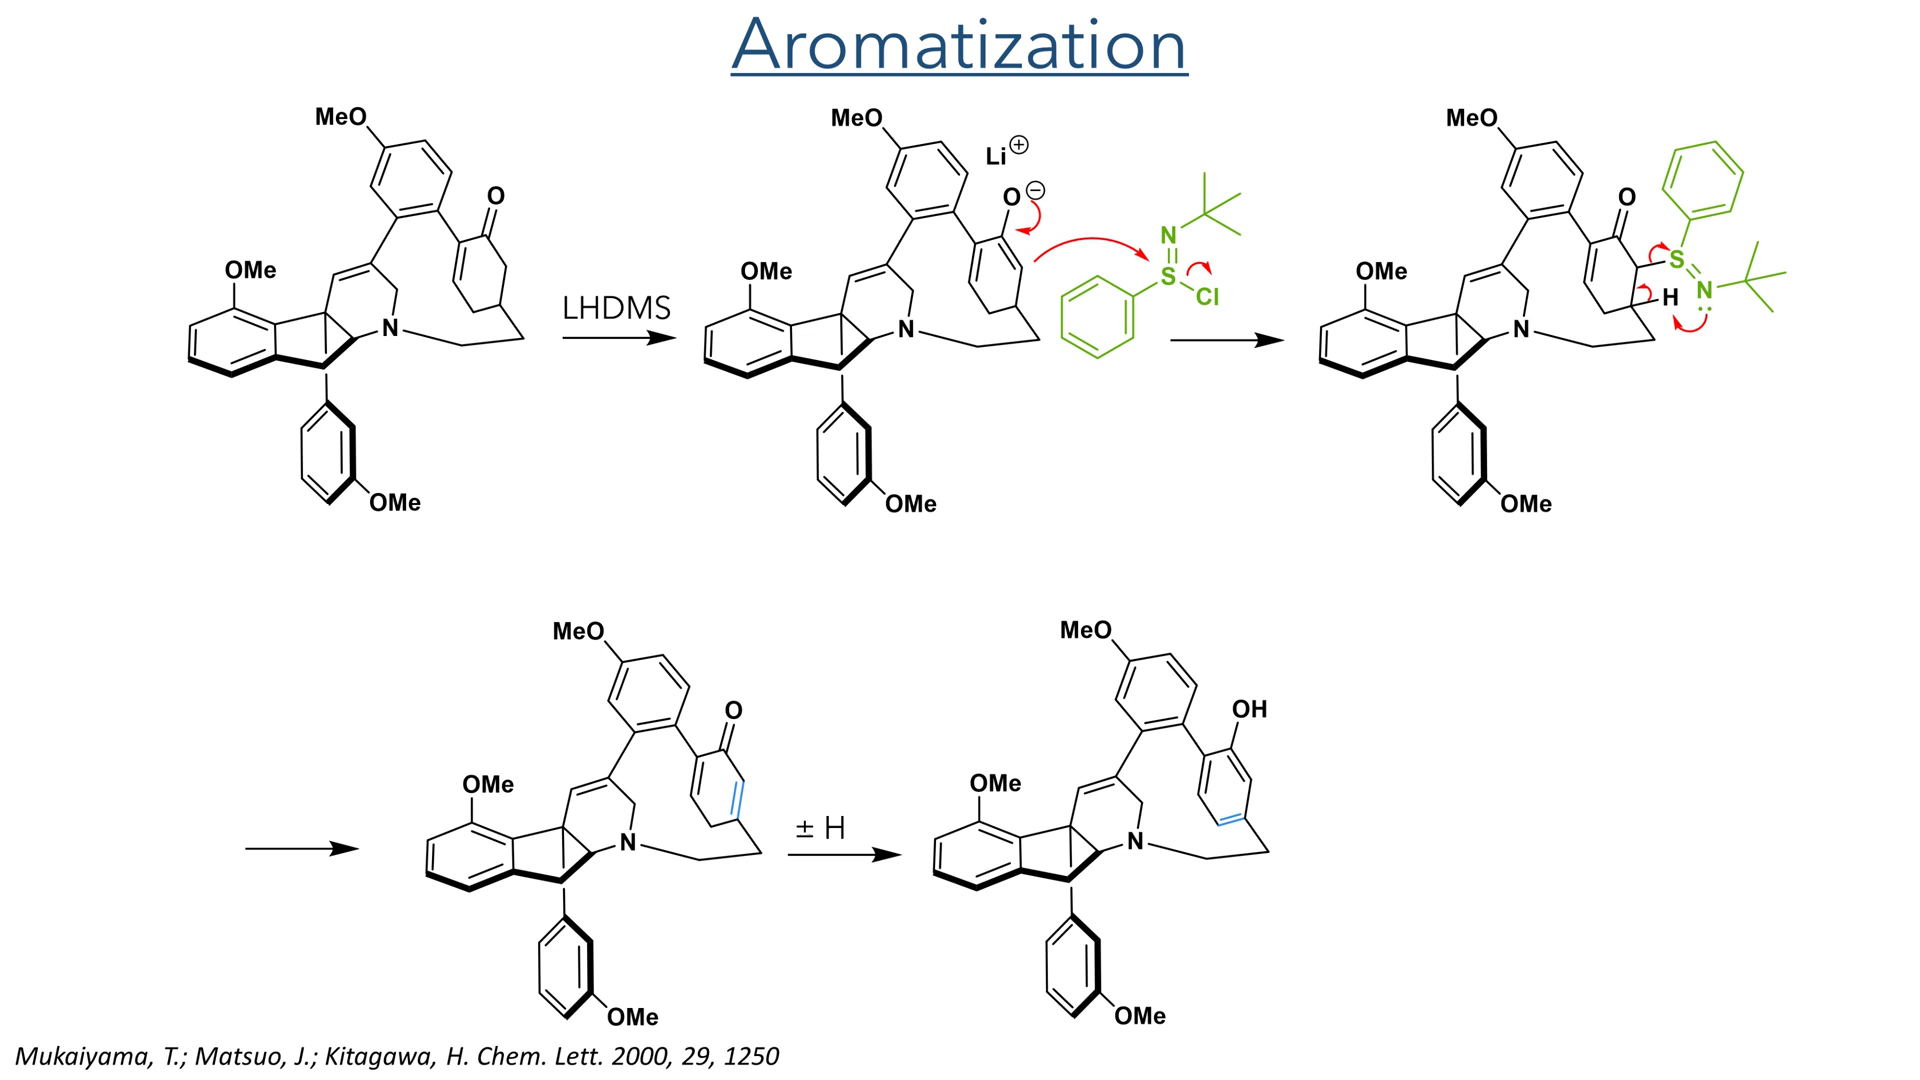 Aromatization
MeO
O
OMe
N
OMe
LHDMS
MeO
Li⊕
O⊖
OMe
N
OMe
N
S
Cl
MeO
O
S
N
H
OMe
N
OMe
MeO
O
OMe
N
OMe
± H
MeO
OH
OMe
N
OMe
Mukaiyama, T.; Matsuo, J.; Kitagawa, H. Chem. Lett. 2000, 29, 1250